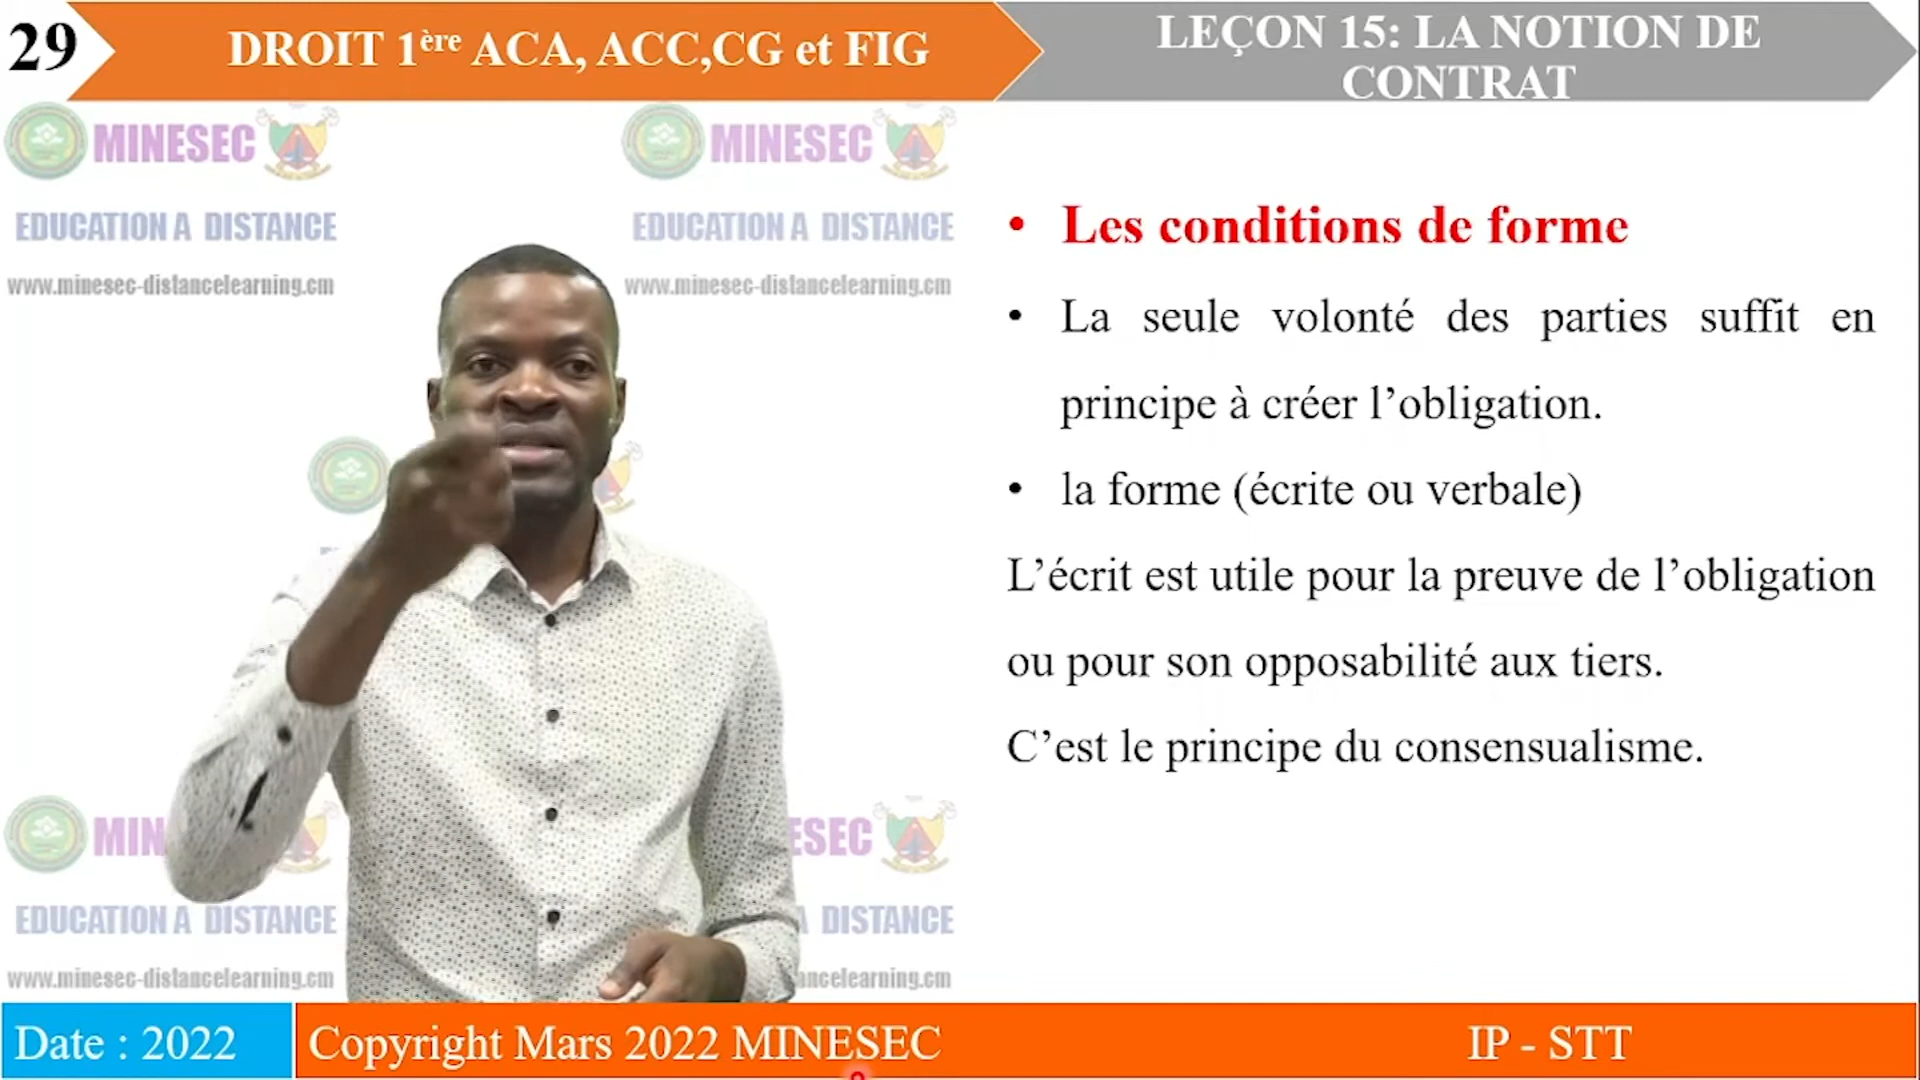 29
DROIT 1ère ACA, ACC,CG et FIG
LEÇON 15: LA NOTION DE
CONTRAT
MINESEC
MINESEC
EDUCATION A DISTANCE
EDUCATION A DISTANCE
www.minesec-distancelearning.cm
www.minesec-distancelearning.cm
• Les conditions de forme
• La seule volonté des parties suffit en
principe à créer l’obligation.
• la forme (écrite ou verbale)
L’écrit est utile pour la preuve de l’obligation
ou pour son opposabilité aux tiers.
C’est le principe du consensualisme.
MIN
ESEC
EDUCATION A DISTANCE
DISTANCE
www.minesec-distancelearning.cm
ancelearning.cm
Date : 2022
Copyright Mars 2022 MINESEC
IP - STT